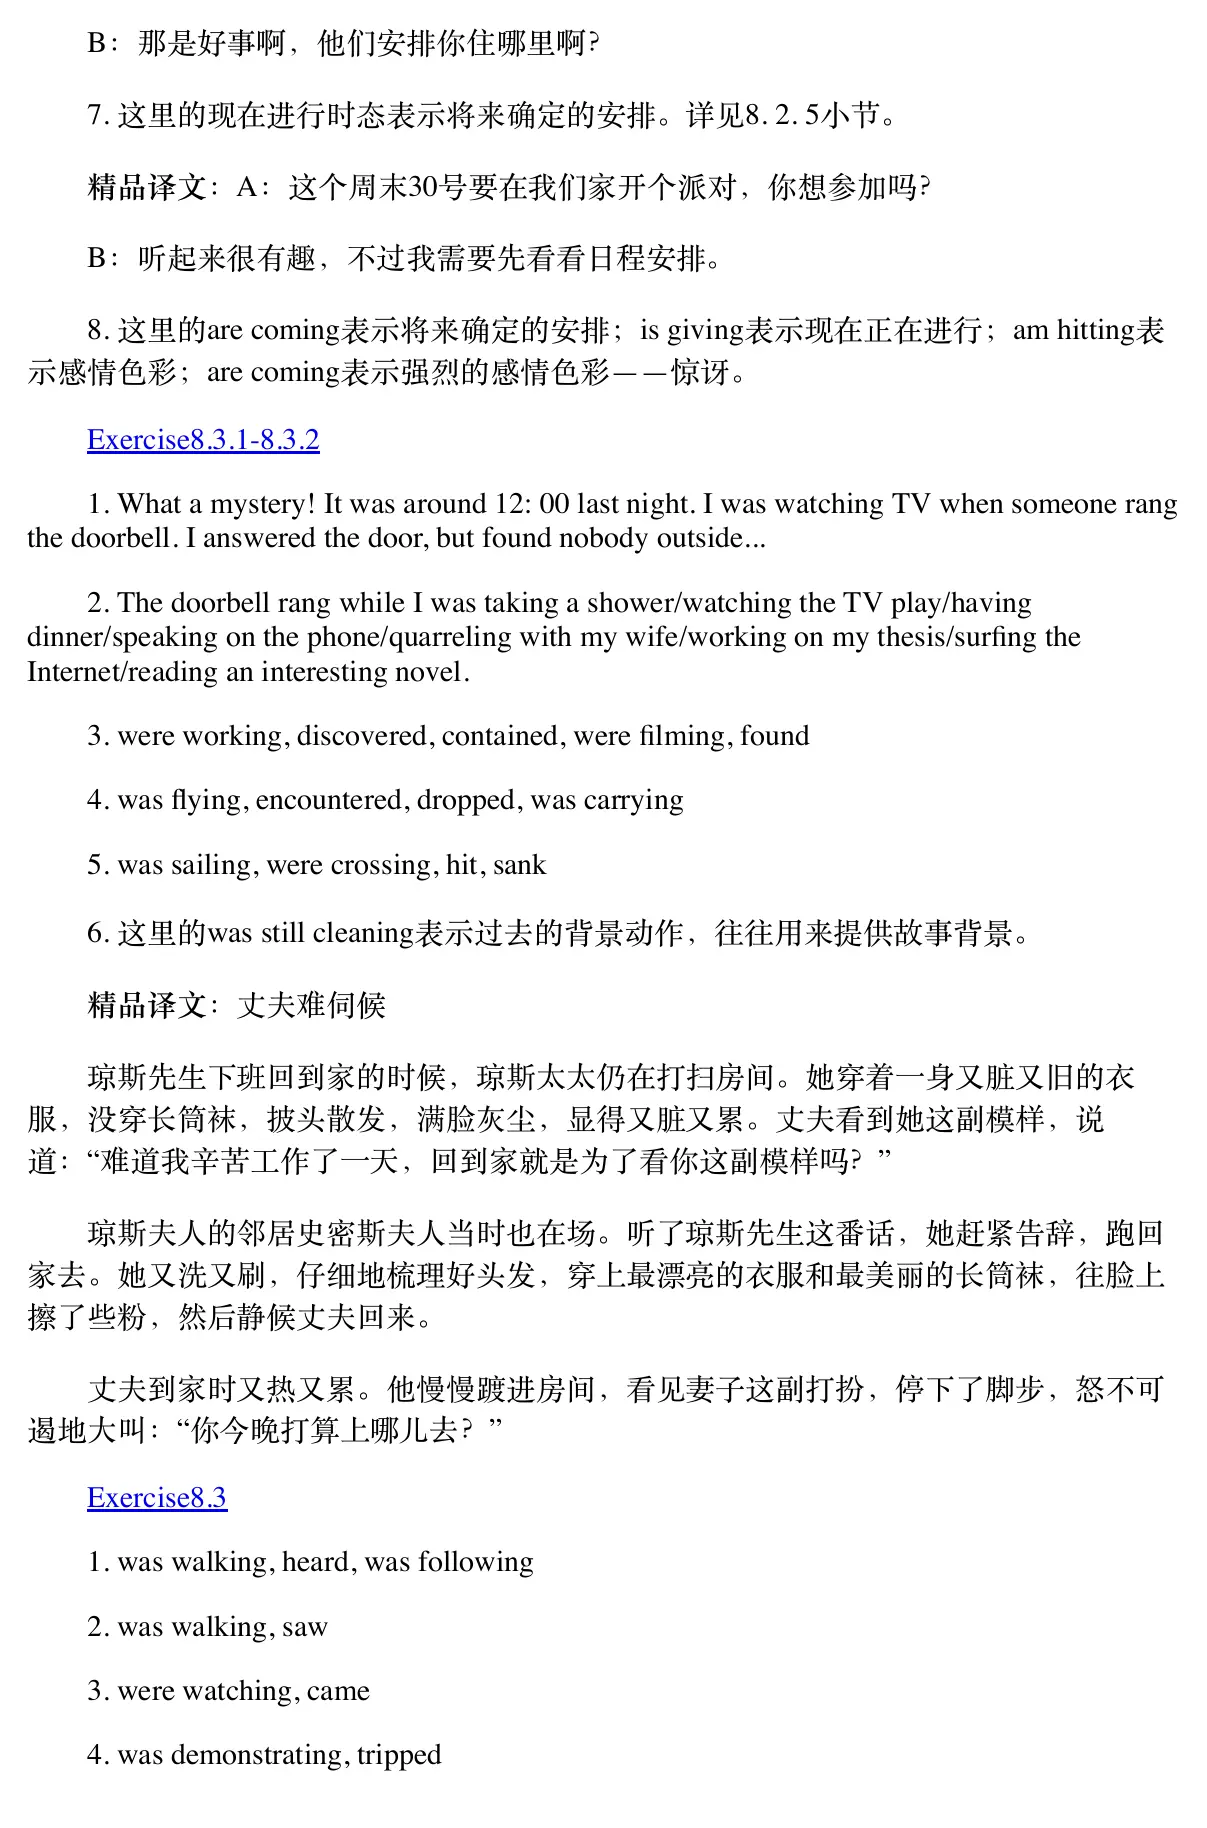 B：那是好事啊，他们安排你住哪里啊？
7. 这里的现在进行时态表示将来确定的安排。详见8. 2. 5小节。
精品译文：A：这个周末30号要在我们家开个派对，你想参加吗？
B：听起来很有趣，不过我需要先看看日程安排。
8. 这里的are coming表示将来确定的安排；is giving表示现在正在进行；am hitting表
示感情色彩；are coming表示强烈的感情色彩——惊讶。
Exercise8.3.1-8.3.2
1. What a mystery! It was around 12: 00 last night. I was watching TV when someone rang
the doorbell. I answered the door, but found nobody outside...
2. The doorbell rang while I was taking a shower/watching the TV play/having
dinner/speaking on the phone/quarreling with my wife/working on my thesis/surfing the
Internet/reading an interesting novel.
3. were working, discovered, contained, were filming, found
4. was flying, encountered, dropped, was carrying
5. was sailing, were crossing, hit, sank
6. 这里的was still cleaning表示过去的背景动作，往往用来提供故事背景。
精品译文：丈夫难伺候
琼斯先生下班回到家的时候，琼斯太太仍在打扫房间。她穿着一身又脏又旧的衣
服，没穿长筒袜，披头散发，满脸灰尘，显得又脏又累。丈夫看到她这副模样，说
道：“难道我辛苦工作了一天，回到家就是为了看你这副模样吗？”
琼斯夫人的邻居史密斯夫人当时也在场。听了琼斯先生这番话，她赶紧告辞，跑回
家去。她又洗又刷，仔细地梳理好头发，穿上最漂亮的衣服和最美丽的长筒袜，往脸上
擦了些粉，然后静候丈夫回来。
丈夫到家时又热又累。他慢慢踱进房间，看见妻子这副打扮，停下了脚步，怒不可
遏地大叫：“你今晚打算上哪儿去？”
Exercise8.3
1. was walking, heard, was following
2. was walking, saw
3. were watching, came
4. was demonstrating, tripped